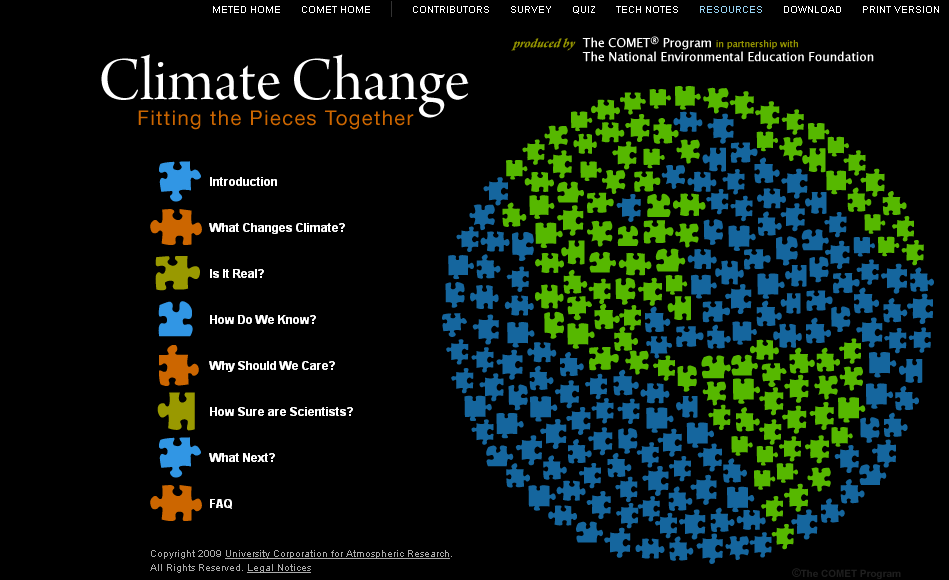 METED HOME COMET HOME CONTRIBUTORS SURVEY QUIZ TECH NOTES RESOURCES DOWNLOAD PRINT VERSION
produced by The COMET® Program in partnership with
The National Environmental Education Foundation
Climate Change
Fitting the Pieces Together
Introduction
What Changes Climate?
Is It Real?
How Do We Know?
Why Should We Care?
How Sure are Scientists?
What Next?
FAQ
Copyright 2009 University Corporation for Atmospheric Research.
All Rights Reserved. Legal Notices
©The COMET Program